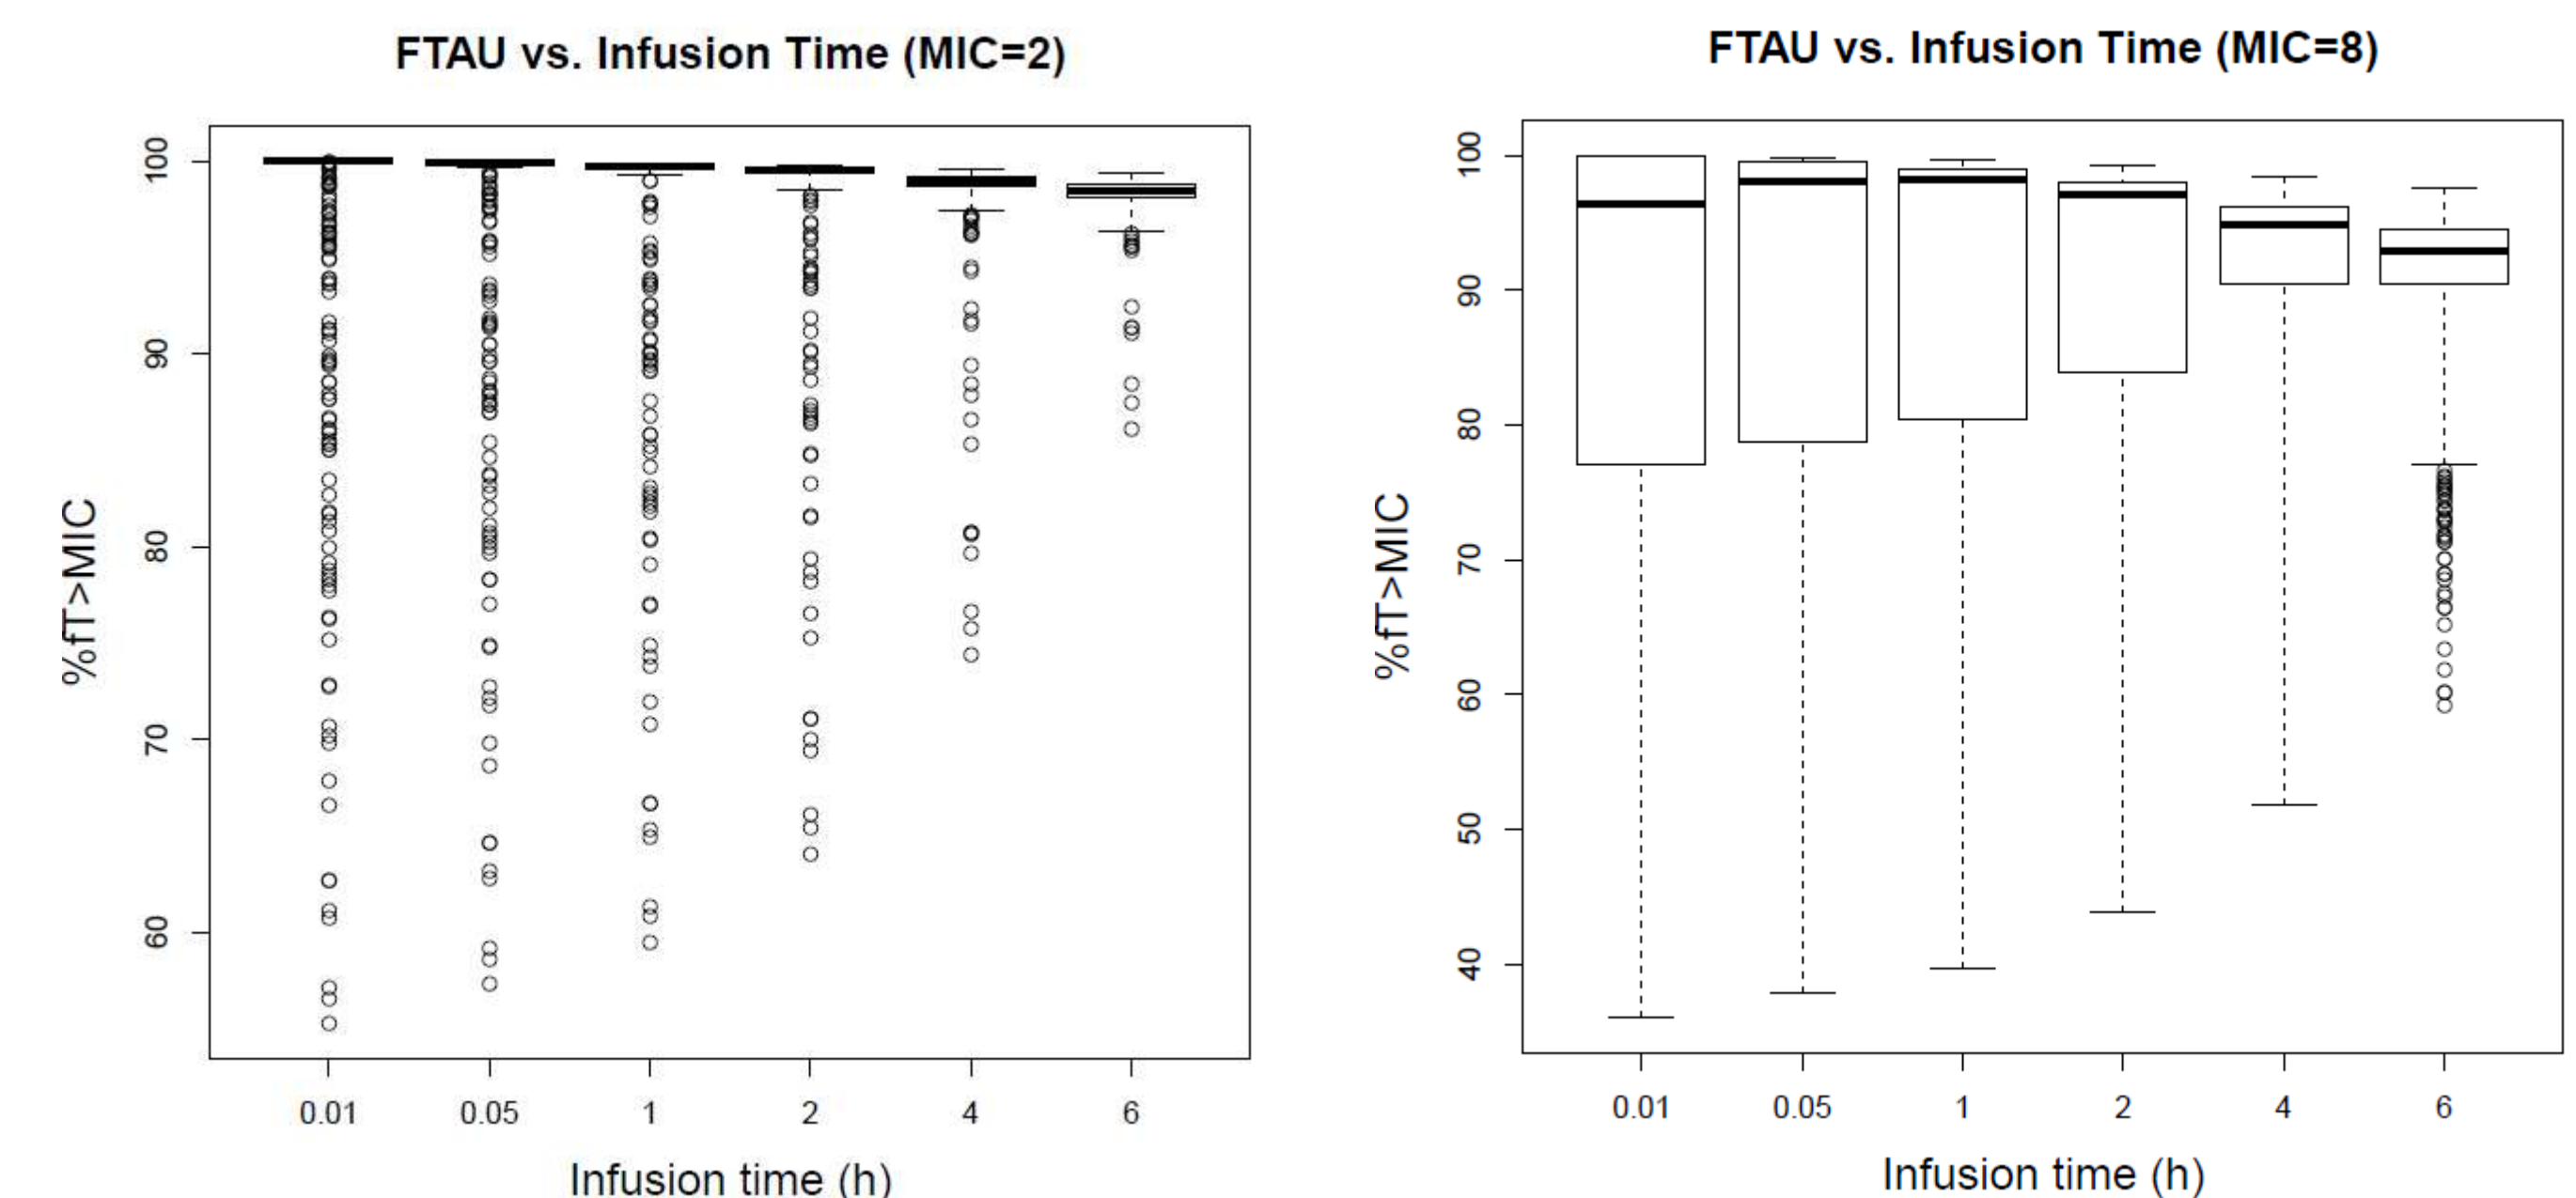 FTAU vs. Infusion Time (MIC=2)
%fT>MIC
100
90
80
70
60
0.01 0.05 1 2 4 6
Infusion time (h)
FTAU vs. Infusion Time (MIC=8)
%fT>MIC
100
90
80
70
60
50
40
0.01 0.05 1 2 4 6
Infusion time (h)